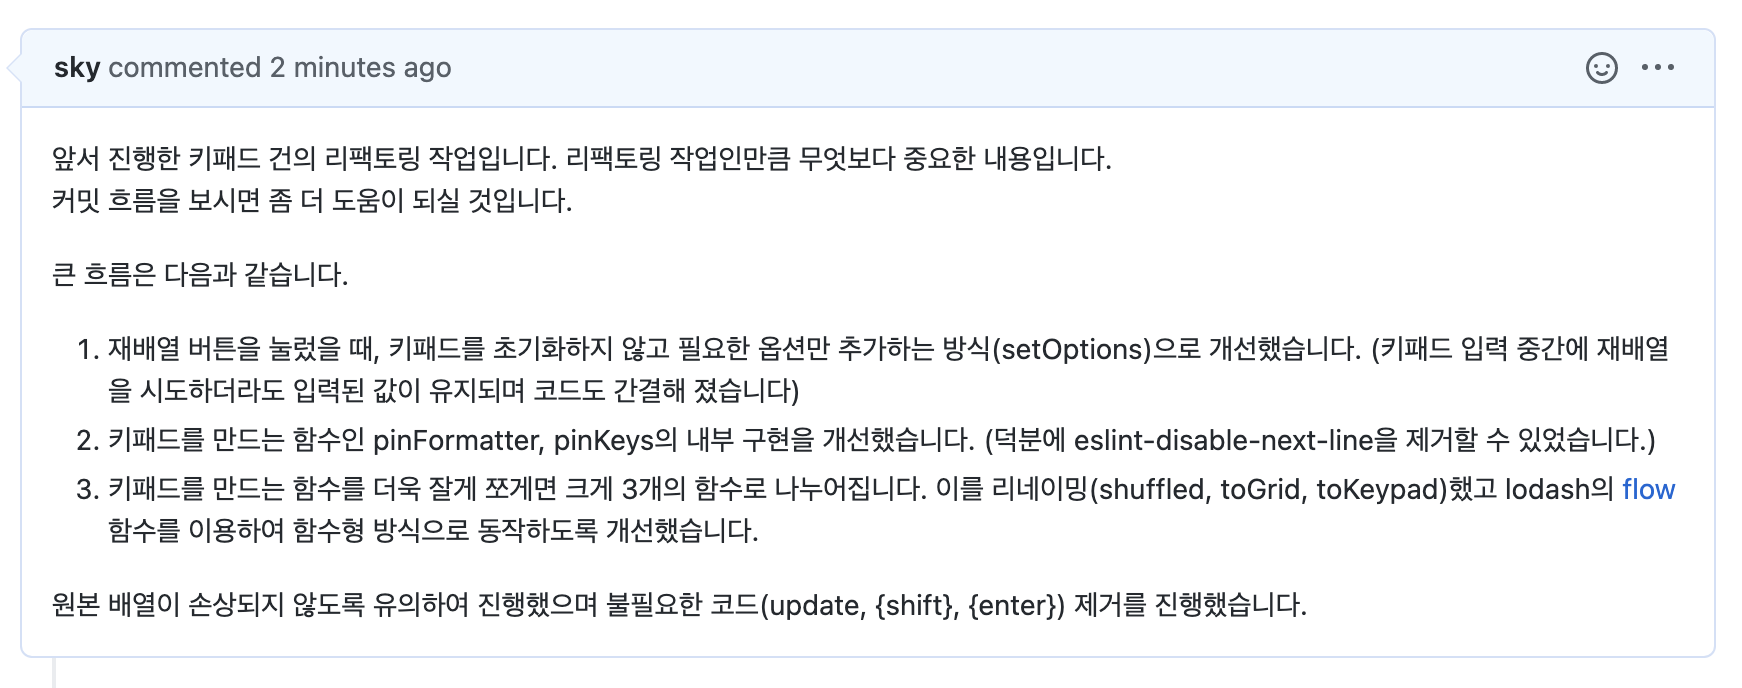 sky commented 2 minutes ago
앞서 진행한 키패드 건의 리팩토링 작업입니다. 리팩토링 작업인만큼 무엇보다 중요한 내용입니다.
커밋 흐름을 보시면 좀 더 도움이 되실 것입니다.
큰 흐름은 다음과 같습니다.
1. 재배열 버튼을 눌렀을 때, 키패드를 초기화하지 않고 필요한 옵션만 추가하는 방식(setOptions)으로 개선했습니다. (키패드 입력 중간에 재배열
을 시도하더라도 입력된 값이 유지되며 코드도 간결해 졌습니다)
2. 키패드를 만드는 함수인 pinFormatter, pinKeys의 내부 구현을 개선했습니다. (덕분에 eslint-disable-next-line을 제거할 수 있었습니다.)
3. 키패드를 만드는 함수를 더욱 잘게 쪼게면 크게 3개의 함수로 나누어집니다. 이를 리네이밍(shuffled, toGrid, toKeypad)했고 lodash의 flow
함수를 이용하여 함수형 방식으로 동작하도록 개선했습니다.
원본 배열이 손상되지 않도록 유의하여 진행했으며 불필요한 코드(update, {shift}, {enter}) 제거를 진행했습니다.